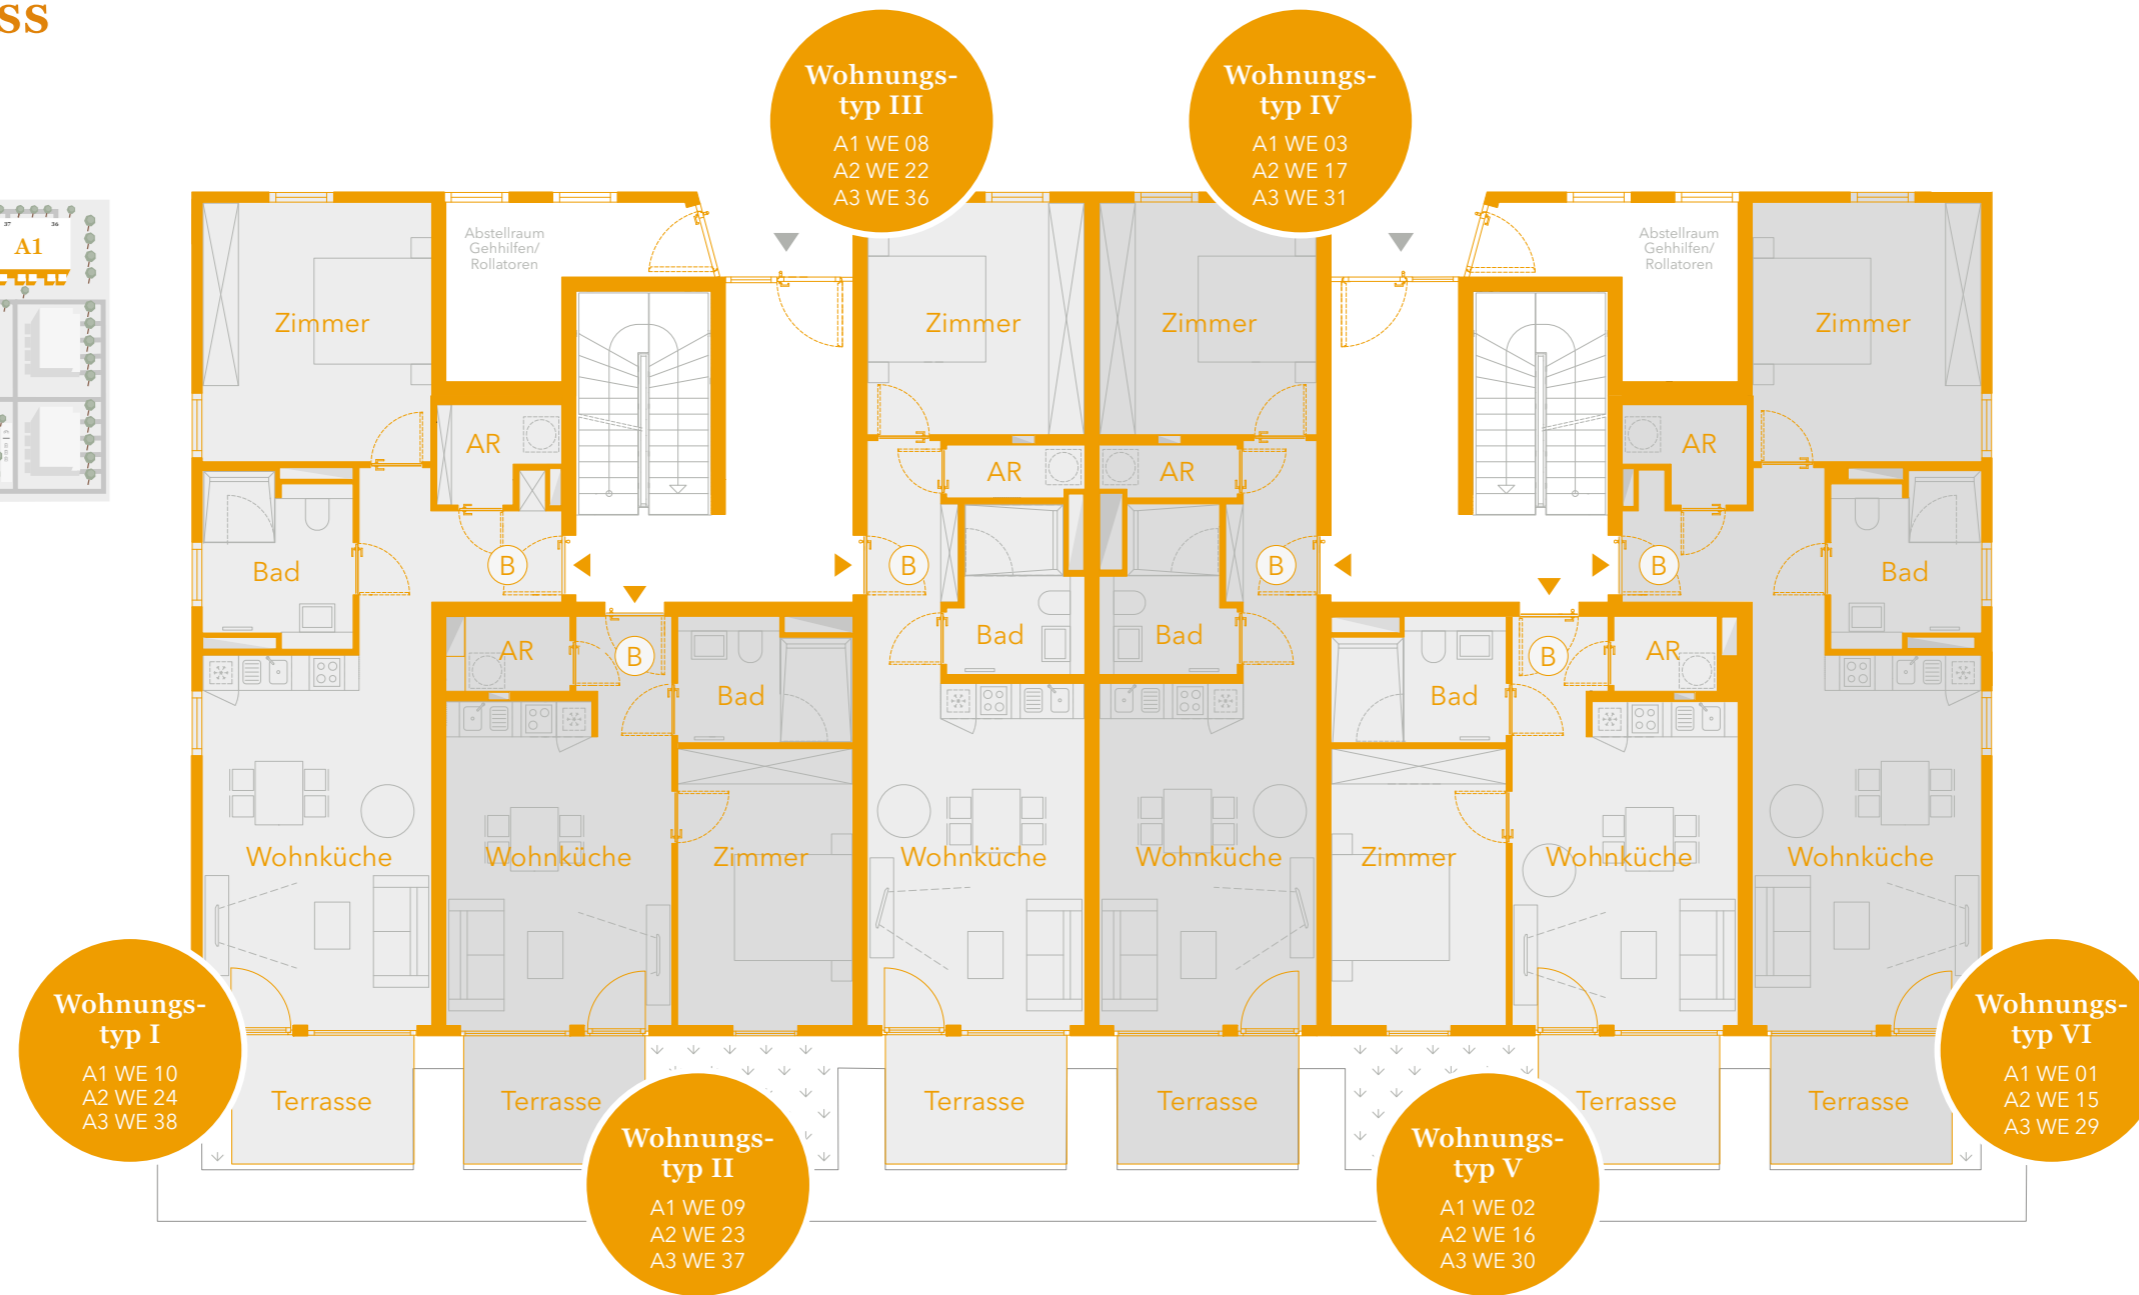 ss
Wohnungs-
typ III
A1 WE 08
A2 WE 22
A3 WE 36
Wohnungs-
typ IV
A1 WE 03
A2 WE 17
A3 WE 31
37
36
A1
Abstellraum
Gehhilfen/
Rollatoren
Abstellraum
Gehhilfen/
Rollatoren
Zimmer
Zimmer
Zimmer
Zimmer
AR
AR
AR
AR
Bad
B
B
B
B
Bad
AR
B
Bad
Bad
B
AR
Bad
Bad
Wohnküche
Wohnküche
Zimmer
Wohnküche
Wohnküche
Zimmer
Wohnküche
Wohnküche
Wohnungs-
typ I
A1 WE 10
A2 WE 24
A3 WE 38
Wohnungs-
typ VI
A1 WE 01
A2 WE 15
A3 WE 29
Terrasse
Terrasse
Terrasse
Terrasse
Terrasse
Terrasse
Wohnungs-
typ II
A1 WE 09
A2 WE 23
A3 WE 37
Wohnungs-
typ V
A1 WE 02
A2 WE 16
A3 WE 30